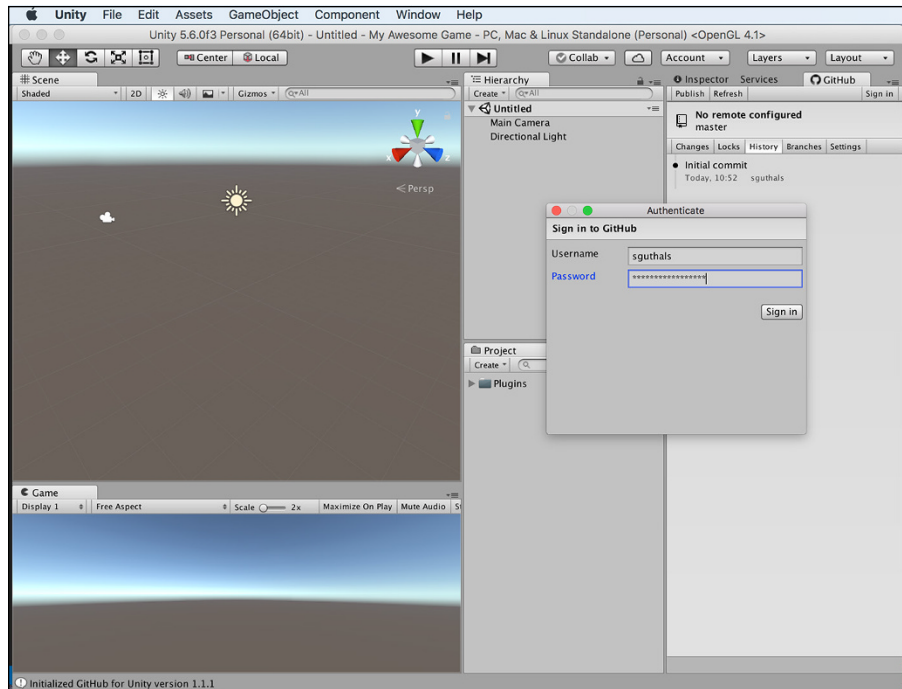 Unity File Edit Assets GameObject Component Window Help
Unity 5.6.0f3 Personal (64bit) - Untitled - My Awesome Game - PC, Mac & Linux Standalone (Personal) <OpenGL 4.1>
Center Local Collab Account Layers Layout
Scene
Shaded 2D Gizmos All
y
x
z
Persp
Game
Display 1 Free Aspect Scale 2x Maximize On Play Mute Audio
Hierarchy
Create All
Untitled
Main Camera
Directional Light
Project
Create
Plugins
Inspector Services GitHub
Publish Refresh Sign in
No remote configured
master
Changes Locks History Branches Settings
Initial commit
Today, 10:52 sguthals
Authenticate
Sign in to GitHub
Username sguthals
Password *****************
Sign in
Initialized GitHub for Unity version 1.1.1